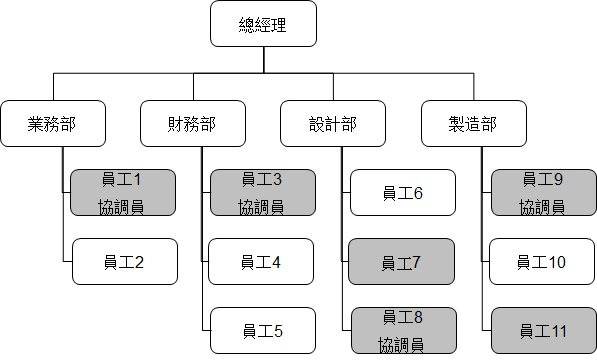 總經理
業務部
財務部
設計部
製造部
員工1
協調員
員工3
協調員
員工6
員工9
協調員
員工2
員工4
員工7
員工10
員工5
員工8
協調員
員工11